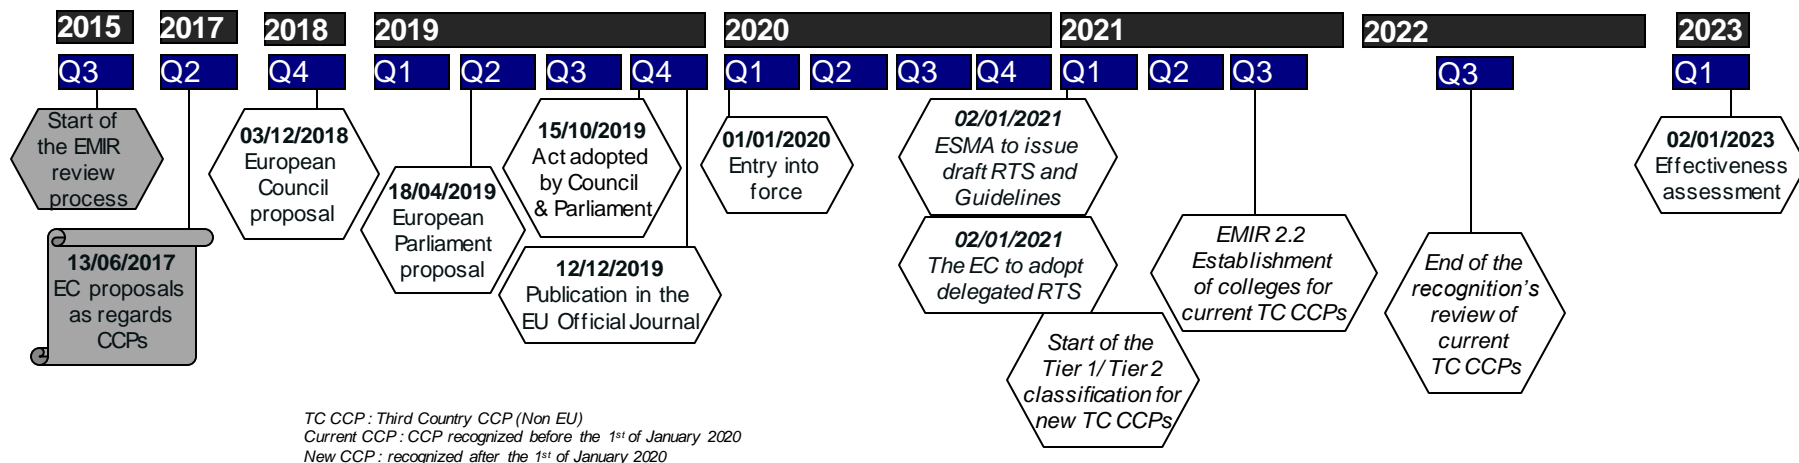 2015
2017
2018
2019
2020
2021
2022
2023
Q3
Q2
Q4
Q1
Q2
Q3
Q4
Q1
Q2
Q3
Q4
Q1
Q2
Q3
Q3
Q1
Start of
the EMIR
review
process
13/06/2017
EC proposals
as regards
CCPs
03/12/2018
European
Council
proposal
18/04/2019
European
Parliament
proposal
15/10/2019
Act adopted
by Council
& Parliament
12/12/2019
Publication in the
EU Official Journal
01/01/2020
Entry into
force
02/01/2021
ESMA to issue
draft RTS and
Guidelines
02/01/2021
The EC to adopt
delegated RTS
Start of the
Tier 1/ Tier 2
classification for
new TC CCPs
EMIR 2.2
Establishment
of colleges for
current TC CCPs
End of the
recognition’s
review of
current
TC CCPs
02/01/2023
Effectiveness
assessment
TC CCP : Third Country CCP (Non EU)
Current CCP : CCP recognized before the 1st of January 2020
New CCP : recognized after the 1st of January 2020